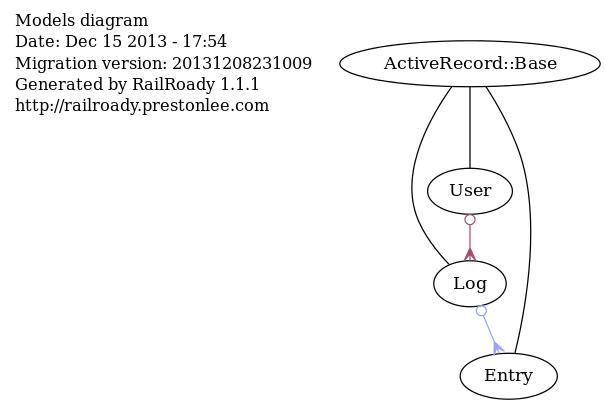 Models diagram
Date: Dec 15 2013 - 17:54
Migration version: 20131208231009
Generated by RailRoady 1.1.1
http://railroady.prestonlee.com
ActiveRecord::Base
User
Log
Entry